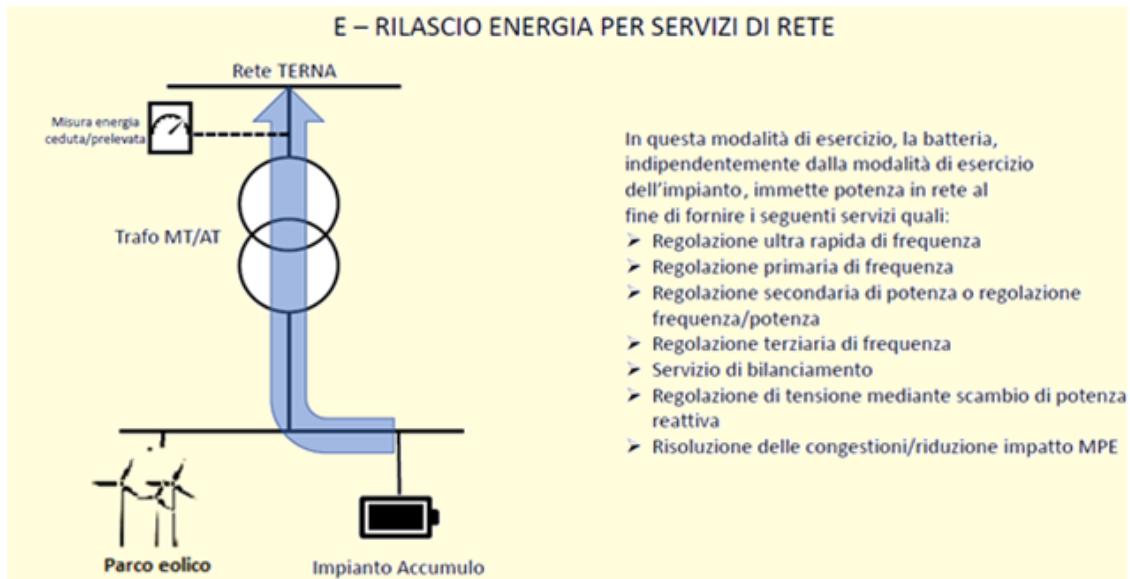 E – RILASCIO ENERGIA PER SERVIZI DI RETE
Rete TERNA
Misura energia
ceduta/prelevata
Trafo MT/AT
Parco eolico
Impianto Accumulo
In questa modalità di esercizio, la batteria,
indipendentemente dalla modalità di esercizio
dell'impianto, immette potenza in rete al
fine di fornire i seguenti servizi quali:
➤ Regolazione ultra rapida di frequenza
➤ Regolazione primaria di frequenza
➤ Regolazione secondaria di potenza o regolazione
frequenza/potenza
➤ Regolazione terziaria di frequenza
➤ Servizio di bilanciamento
➤ Regolazione di tensione mediante scambio di potenza
reattiva
➤ Risoluzione delle congestioni/riduzione impatto MPE